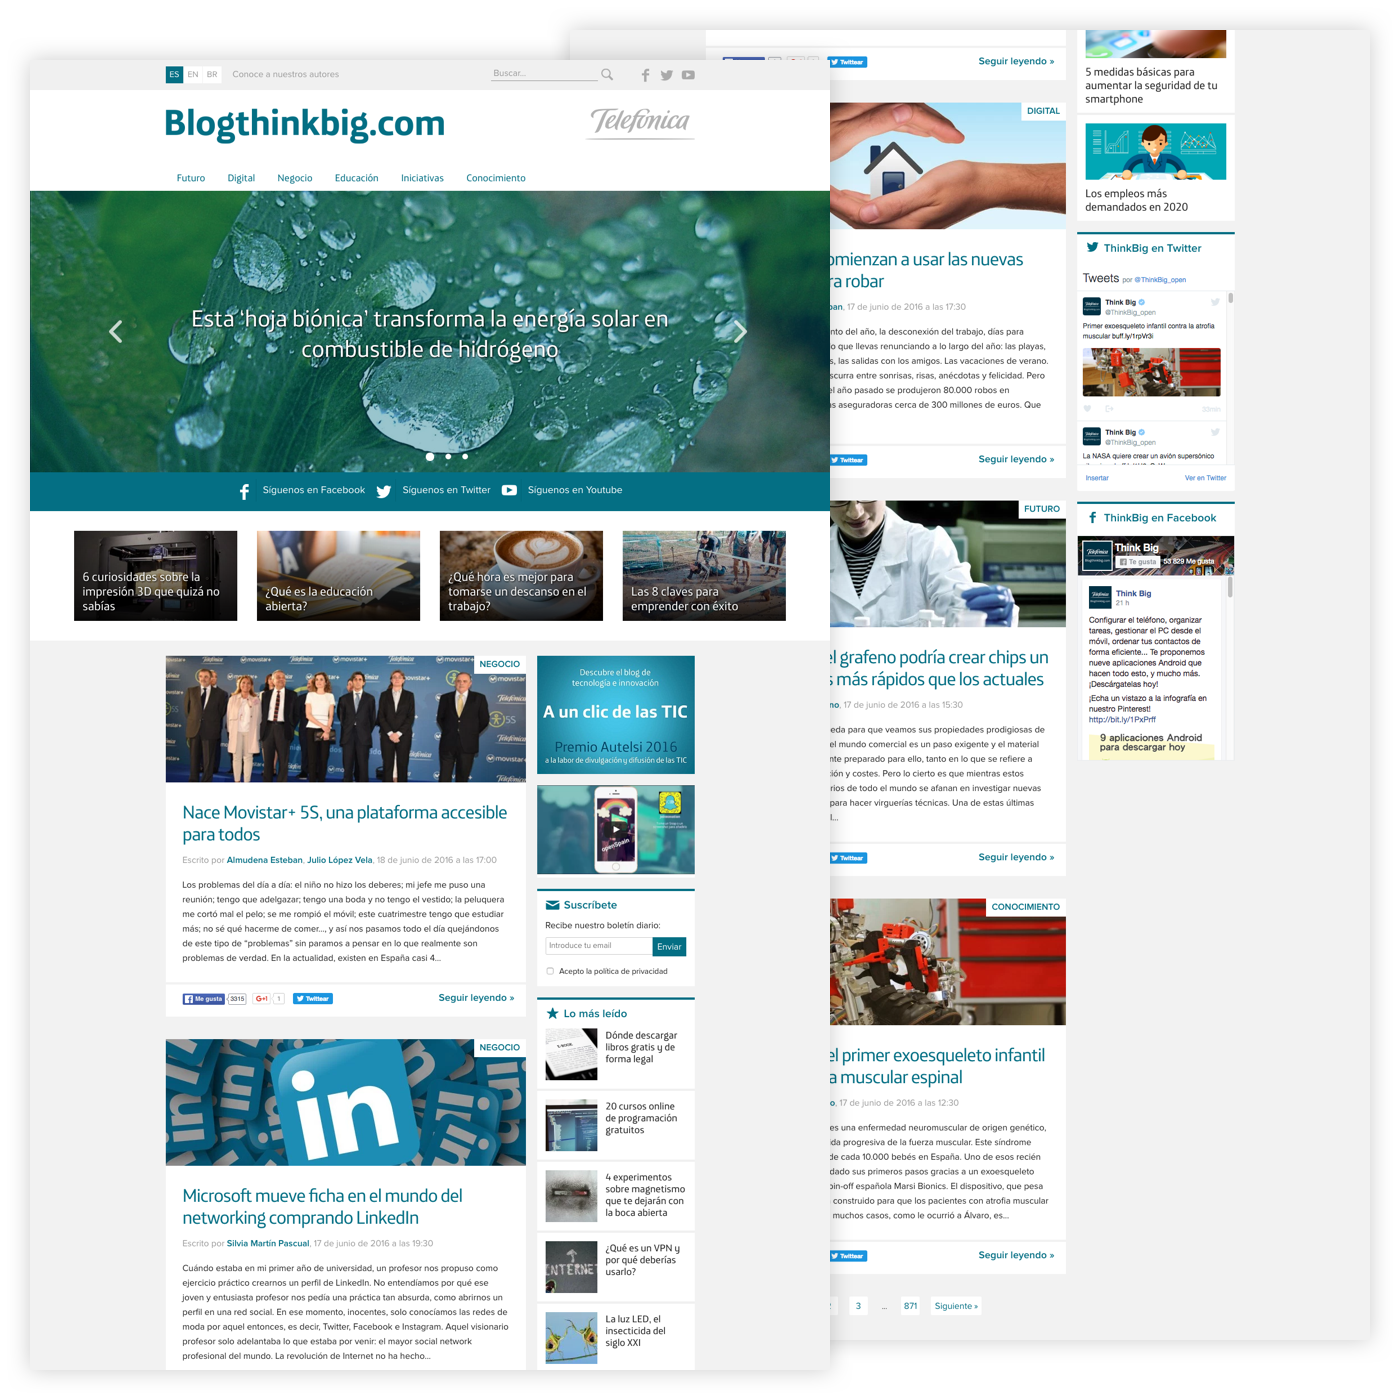 ES EN BR Conoce a nuestros autores
Buscar...
Blogthinkbig.com
Telefónica
Futuro Digital Negocio Educación Iniciativas Conocimiento
Esta 'hoja biónica' transforma la energía solar en
combustible de hidrógeno
Síguenos en Facebook Síguenos en Twitter Síguenos en Youtube
6 curiosidades sobre la
impresión 3D que quizá no
sabías
¿Qué es la educación
abierta?
¿Qué hora es mejor para
tomarse un descanso en el
trabajo?
Las 8 claves para
emprender con éxito
NEGOCIO
Nace Movistar+ 5S, una plataforma accesible
para todos
Escrito por Almudena Esteban, Julio López Vela, 18 de junio de 2016 a las 17:00
Los problemas del día a día: el niño no hizo los deberes; mi jefe me puso una
reunión; tengo que adelgazar; tengo una boda y no tengo el vestido; la peluquera
me cortó mal el pelo; se me rompió el móvil; este cuatrimestre tengo que estudiar
más; no sé qué hacerme de comer..., y así nos pasamos todo el día quejándonos
de este tipo de “problemas” sin paramos a pensar en lo que realmente son
problemas de verdad. En la actualidad, existen en España casi 4...
Me gusta 3315 G+1 1 Twittear Seguir leyendo »
NEGOCIO
in
Microsoft mueve ficha en el mundo del
networking comprando LinkedIn
Escrito por Silvia Martín Pascual, 17 de junio de 2016 a las 19:30
Cuándo estaba en mi primer año de universidad, un profesor nos propuso como
ejercicio práctico crearnos un perfil de LinkedIn. No entendíamos por qué ese
joven y entusiasta profesor nos pedía una práctica tan absurda, como abrirnos un
perfil en una red social. En ese momento, inocentes, solo conocíamos las redes de
moda por aquel entonces, es decir, Twitter, Facebook e Instagram. Aquel visionario
profesor solo adelantaba lo que estaba por venir: el mayor social network
profesional del mundo. La revolución de Internet no ha hecho...
Descubre el blog de
tecnología e innovación
A un clic de las TIC
Premio Autelsi 2016
a la labor de divulgación y difusión de las TIC
openSpain
Suscríbete
Recibe nuestro boletín diario:
Introduce tu email Enviar
Acepto la política de privacidad
Lo más leído
E-BOOK
Dónde descargar
libros gratis y de
forma legal
20 cursos online
de programación
gratuitos
4 experimentos
sobre magnetismo
que te dejarán con
la boca abierta
INTERNET
¿Qué es un VPN y
por qué deberías
usarlo?
La luz LED, el
insecticida del
siglo XXI
Twittear Seguir leyendo »
DIGITAL
omienzan a usar las nuevas
ra robar
ban, 17 de junio de 2016 a las 17:30
nto del año, la desconexión del trabajo, días para
o que llevas renunciando a lo largo del año: las playas,
s, las salidas con los amigos. Las vacaciones de verano.
scurra entre sonrisas, risas, anécdotas y felicidad. Pero
el año pasado se produjeron 80.000 robos en
as aseguradoras cerca de 300 millones de euros. Que
Twittear Seguir leyendo »
FUTURO
el grafeno podría crear chips un
s más rápidos que los actuales
no, 17 de junio de 2016 a las 15:30
eda para que veamos sus propiedades prodigiosas de
el mundo comercial es un paso exigente y el material
nte preparado para ello, tanto en lo que se refiere a
ción y costes. Pero lo cierto es que mientras estos
rios de todo el mundo se afanan en investigar nuevas
para hacer virguerías técnicas. Una de estas últimas
l...
Twittear Seguir leyendo »
CONOCIMIENTO
el primer exoesqueleto infantil
a muscular espinal
o, 17 de junio de 2016 a las 12:30
es una enfermedad neuromuscular de origen genético,
ida progresiva de la fuerza muscular. Este síndrome
de cada 10.000 bebés en España. Uno de esos recién
dado sus primeros pasos gracias a un exoesqueleto
pin-off española Marsi Bionics. El dispositivo, que pesa
construido para que los pacientes con atrofia muscular
muchos casos, como le ocurrió a Álvaro, es...
Twittear Seguir leyendo »
2 3 ... 871 Siguiente »
5 medidas básicas para
aumentar la seguridad de tu
smartphone
Los empleos más
demandados en 2020
ThinkBig en Twitter
Tweets por @ThinkBig_open
Think Big
@ThinkBig_open
Primer exoesqueleto infantil contra la atrofia
muscular buff.ly/1rpVr3i
20min
Think Big
@ThinkBig_open
La NASA quiere crear un avión supersónico
Insertar Ver en Twitter
ThinkBig en Facebook
Telefónica
Think Big
Te gusta 53 829 Me gusta
Think Big
21 h
Configurar el teléfono, organizar
tareas, gestionar el PC desde el
móvil, ordenar tus contactos de
forma eficiente... Te proponemos
nueve aplicaciones Android que
hacen todo esto, y mucho más.
¡Descárgatelas hoy!
¡Echa un vistazo a la infografía en
nuestro Pinterest!
http://bit.ly/1PxPrff
9 aplicaciones Android
para descargar hoy